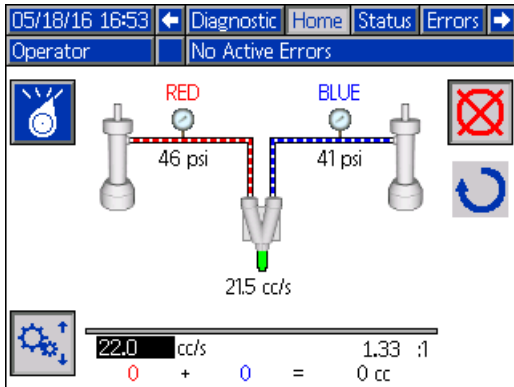 05/18/16 16:53 Diagnostic Home Status Errors
Operator No Active Errors
RED BLUE
46 psi 41 psi
21.5 cc/s
22.0 cc/s 1.33 :1
0 + 0 = 0 cc